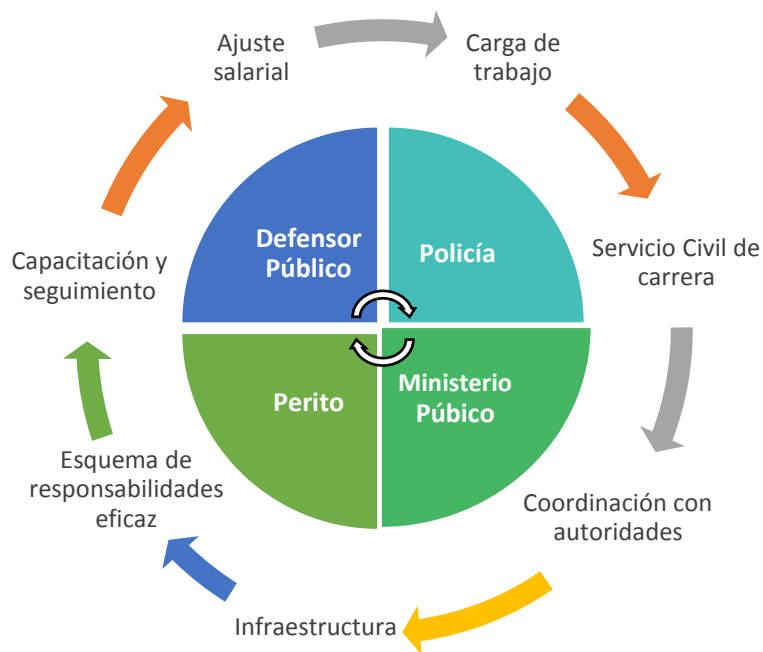 Ajuste
salarial
Carga de
trabajo
Servicio Civil de
carrera
Coordinación con
autoridades
Infraestructura
Esquema de
responsabilidades
eficaz
Capacitación y
seguimiento
Defensor
Público
Policía
Perito
Ministerio
Púbico